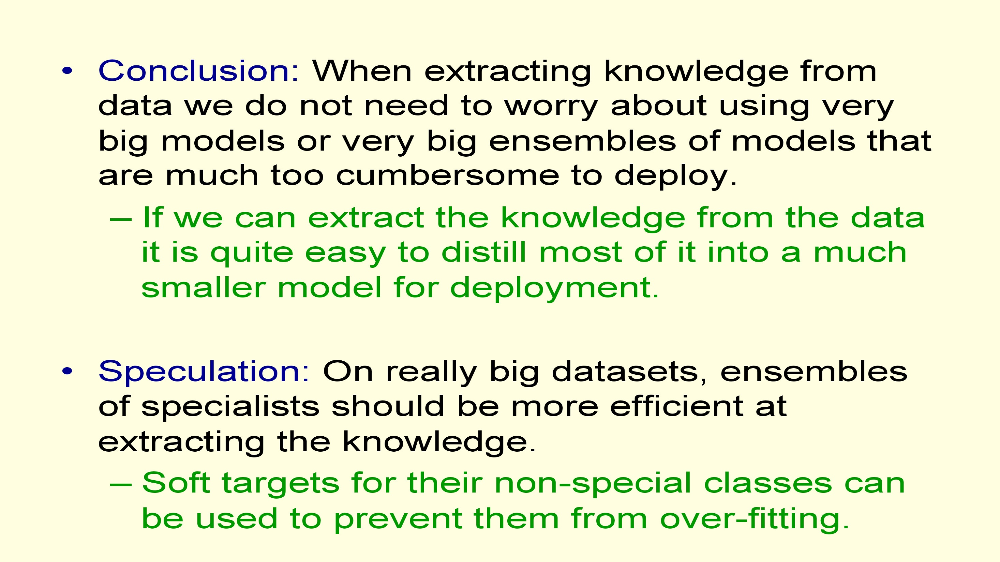 • Conclusion: When extracting knowledge from
data we do not need to worry about using very
big models or very big ensembles of models that
are much too cumbersome to deploy.
– If we can extract the knowledge from the data
it is quite easy to distill most of it into a much
smaller model for deployment.
• Speculation: On really big datasets, ensembles
of specialists should be more efficient at
extracting the knowledge.
– Soft targets for their non-special classes can
be used to prevent them from over-fitting.